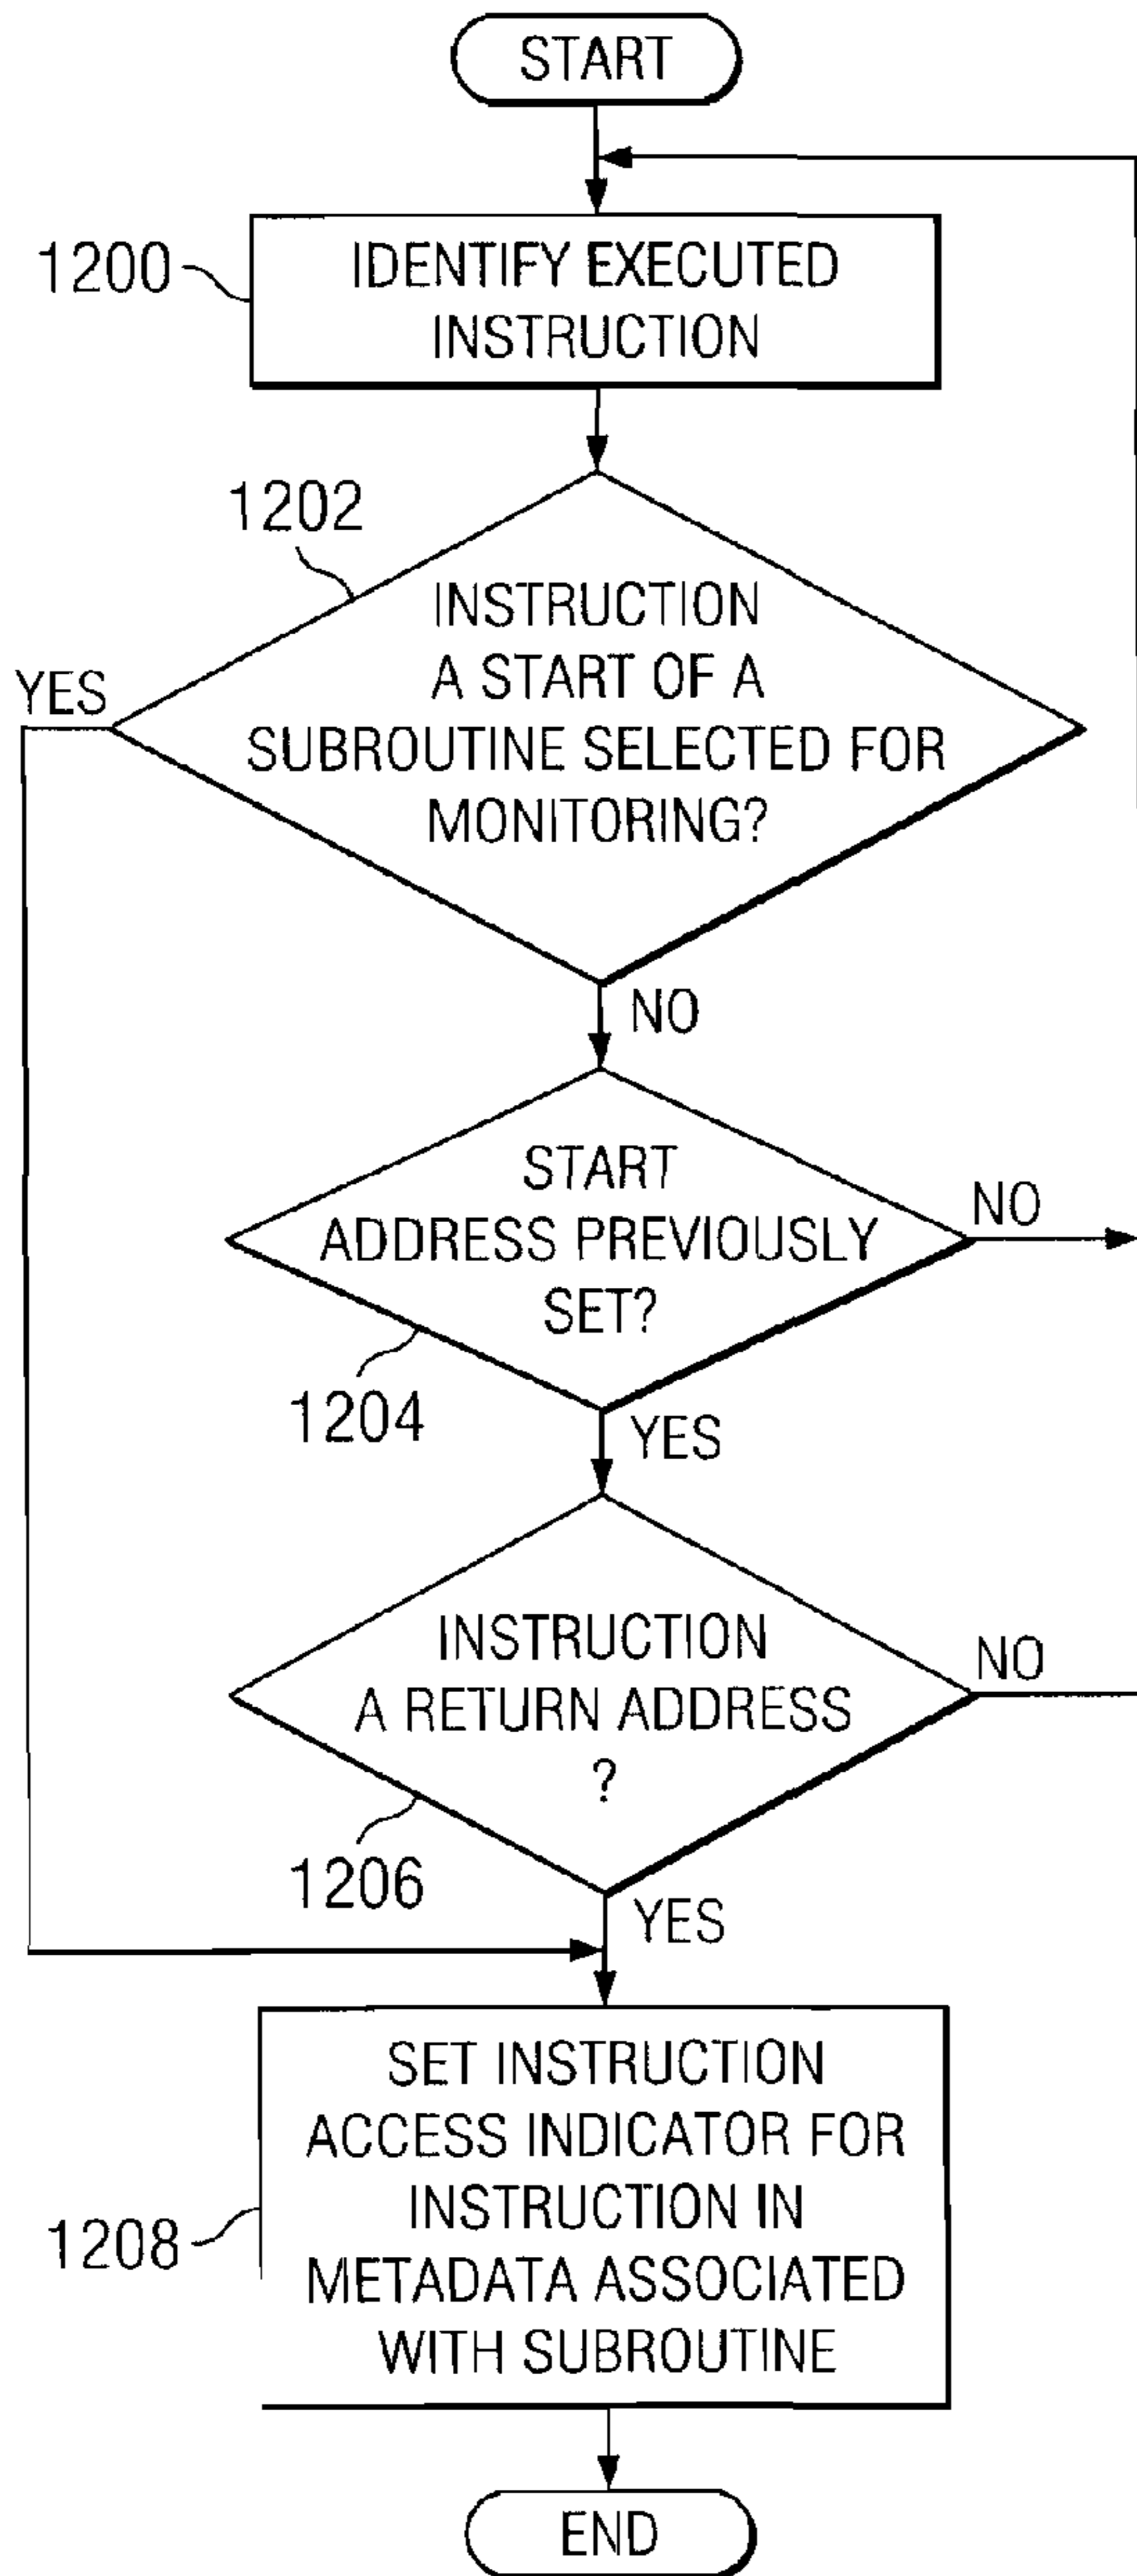 START
1200
IDENTIFY EXECUTED
INSTRUCTION
1202
INSTRUCTION
A START OF A
SUBROUTINE SELECTED FOR
MONITORING?
YES
NO
START
ADDRESS PREVIOUSLY
SET?
NO
1204
YES
INSTRUCTION
A RETURN ADDRESS
?
NO
1206
YES
SET INSTRUCTION
ACCESS INDICATOR FOR
INSTRUCTION IN
METADATA ASSOCIATED
WITH SUBROUTINE
1208
END